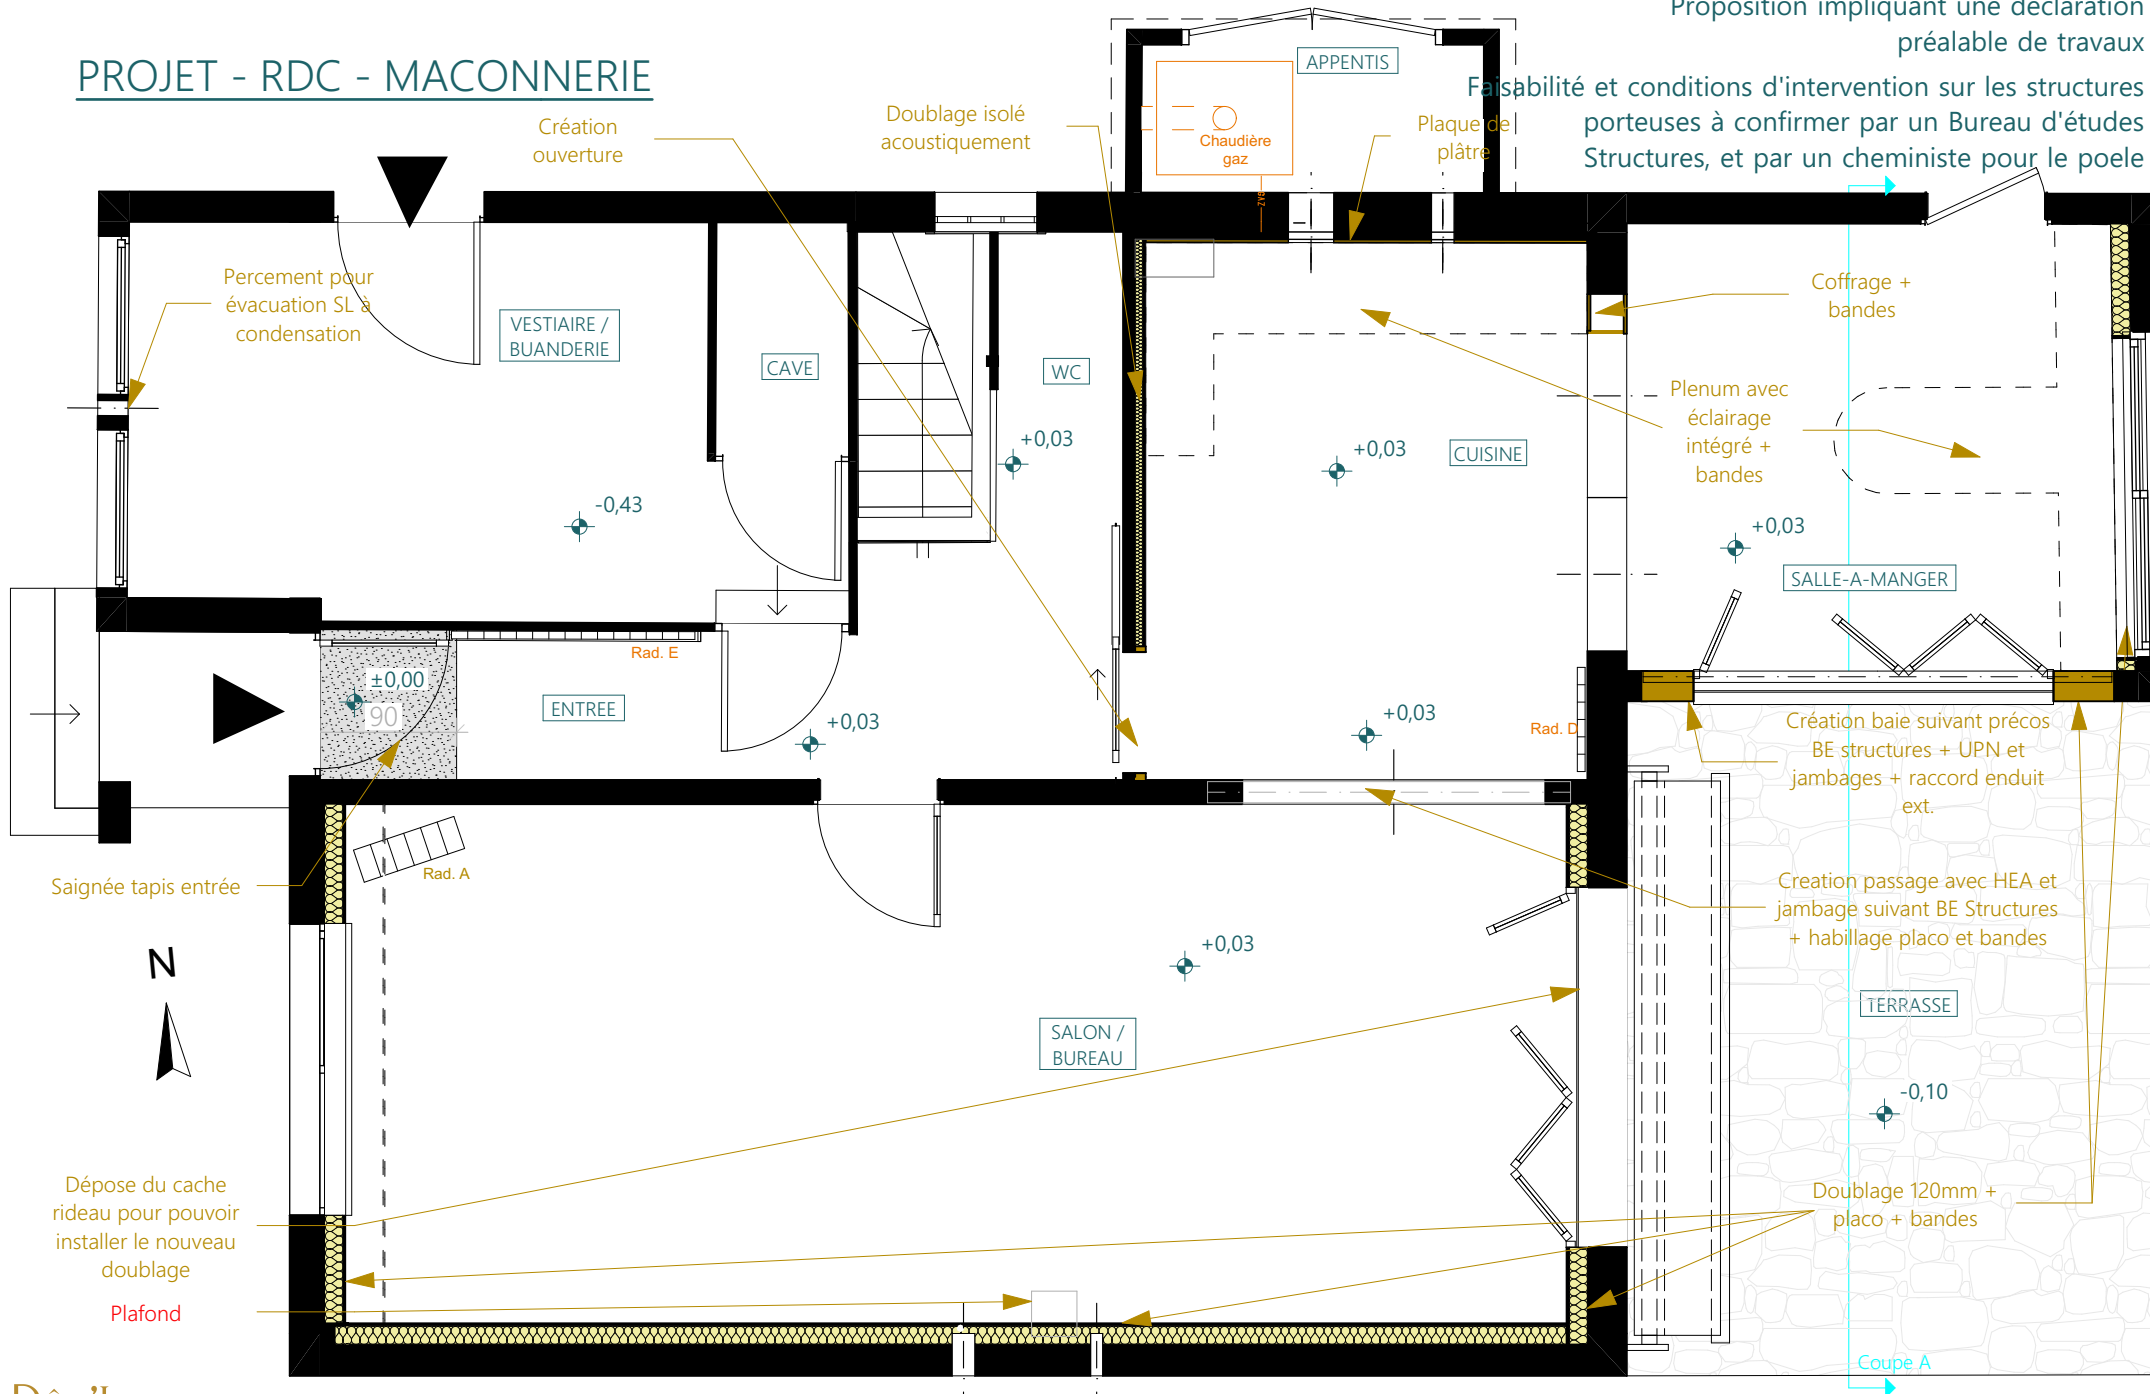 Proposition impliquant une déclaration
préalable de travaux
PROJET - RDC - MACONNERIE
Faisabilité et conditions d'intervention sur les structures
porteuses à confirmer par un Bureau d'études
Structures, et par un cheministe pour le poele
APPENTIS
Création
ouverture
Doublage isolé
acoustiquement
Plaque de
plâtre
Chaudière
gaz
GAZ
Percement pour
évacuation SL à
condensation
VESTIAIRE /
BUANDERIE
CAVE
WC
+0,03
+0,03
CUISINE
Coffrage +
bandes
Plenum avec
éclairage
intégré +
bandes
-0,43
+0,03
SALLE-A-MANGER
Rad. E
±0,00
90
ENTREE
+0,03
+0,03
Rad. D
Création baie suivant précos
BE structures + UPN et
jambages + raccord enduit
ext.
Saignée tapis entrée
Rad. A
Creation passage avec HEA et
jambage suivant BE Structures
+ habillage placo et bandes
N
+0,03
SALON /
BUREAU
TERRASSE
-0,10
Dépose du cache
rideau pour pouvoir
installer le nouveau
doublage
Doublage 120mm +
placo + bandes
Plafond
Coupe A